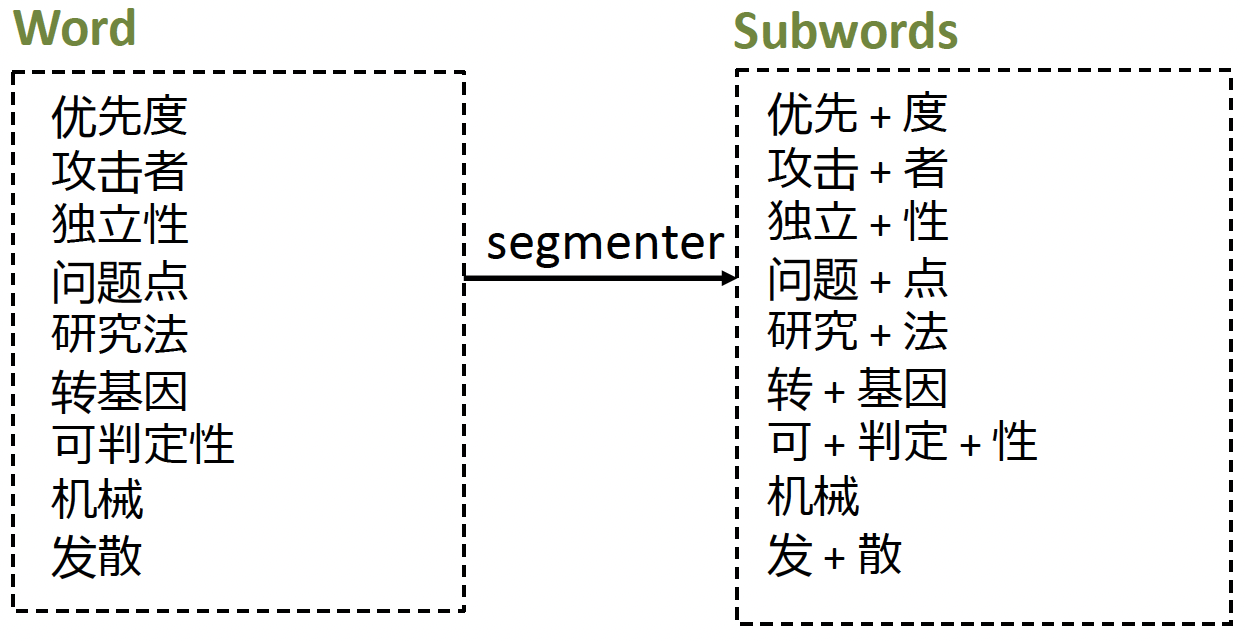 Word
优先度
攻击者
独立性
问题点
研究法
转基因
可判定性
机械
发散
segmenter
Subwords
优先 + 度
攻击 + 者
独立 + 性
问题 + 点
研究 + 法
转 + 基因
可 + 判定 + 性
机械
发 + 散